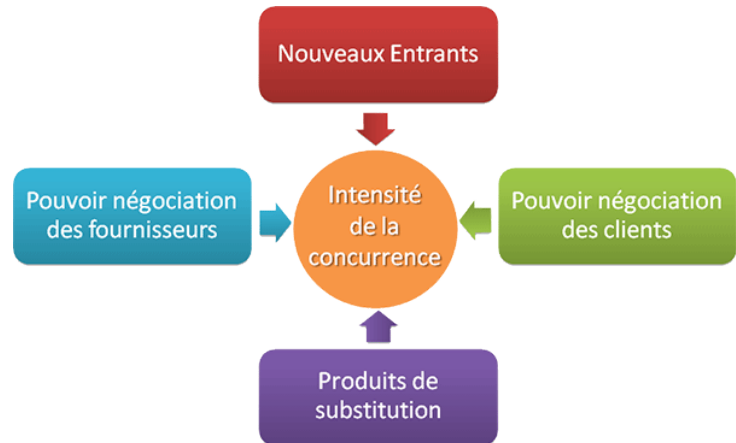 Nouveaux Entrants
Pouvoir négociation
des fournisseurs
Intensité
de la
concurrence
Pouvoir négociation
des clients
Produits de
substitution